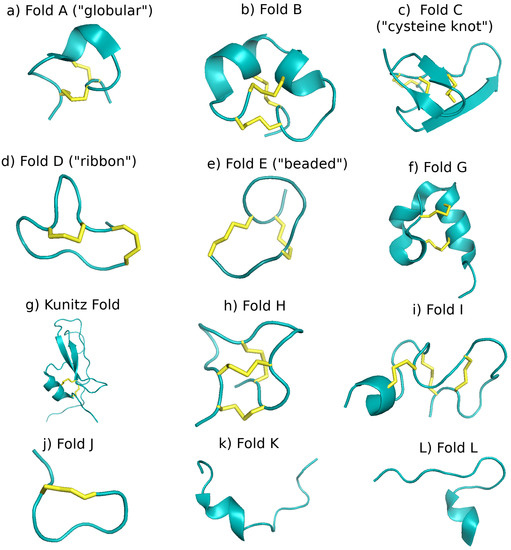 a) Fold A ("globular")
b) Fold B
c) Fold C
("cysteine knot")
d) Fold D ("ribbon")
e) Fold E ("beaded")
f) Fold G
g) Kunitz Fold
h) Fold H
i) Fold I
j) Fold J
k) Fold K
L) Fold L